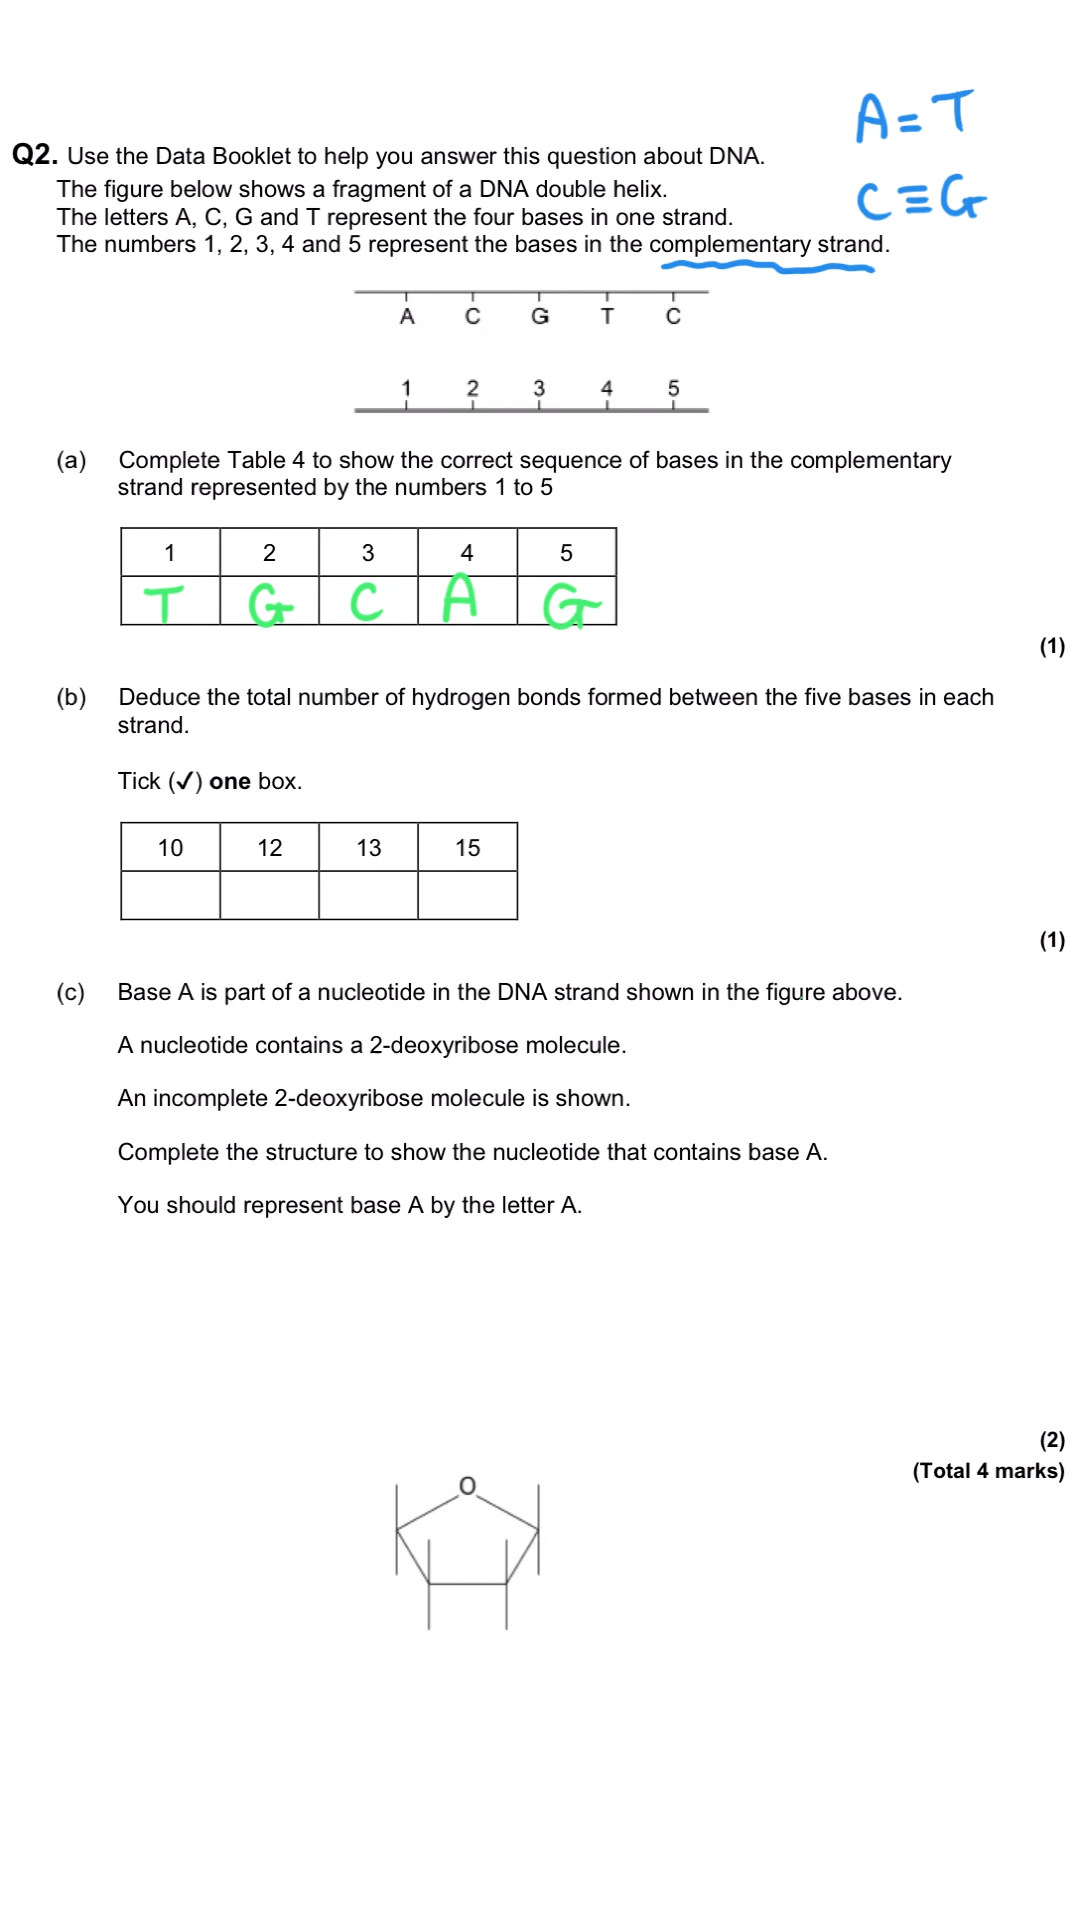 A=T
Q2. Use the Data Booklet to help you answer this question about DNA.
C≡G
The figure below shows a fragment of a DNA double helix.
The letters A, C, G and T represent the four bases in one strand.
The numbers 1, 2, 3, 4 and 5 represent the bases in the complementary strand.
A C G T C
1 2 3 4 5
(a) Complete Table 4 to show the correct sequence of bases in the complementary
strand represented by the numbers 1 to 5
1 2 3 4 5
T G C A G
(1)
(b) Deduce the total number of hydrogen bonds formed between the five bases in each
strand.
Tick (✓) one box.
10 12 13 15
(1)
(c) Base A is part of a nucleotide in the DNA strand shown in the figure above.
A nucleotide contains a 2-deoxyribose molecule.
An incomplete 2-deoxyribose molecule is shown.
Complete the structure to show the nucleotide that contains base A.
You should represent base A by the letter A.
(2)
(Total 4 marks)
O